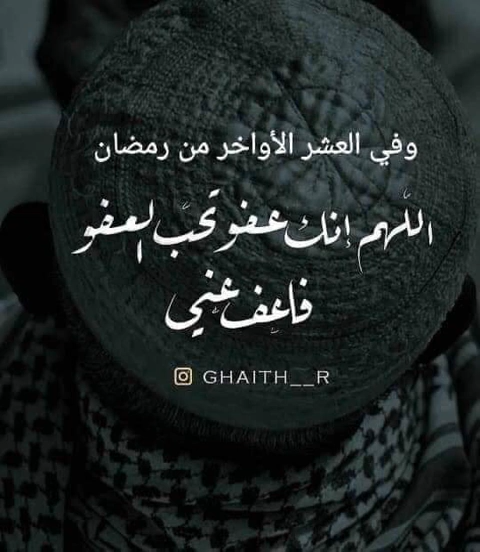 وفي العشر الأواخر من رمضان
اللهم إنك عفو تحب العفو
فاعف عني
GHAITH__R